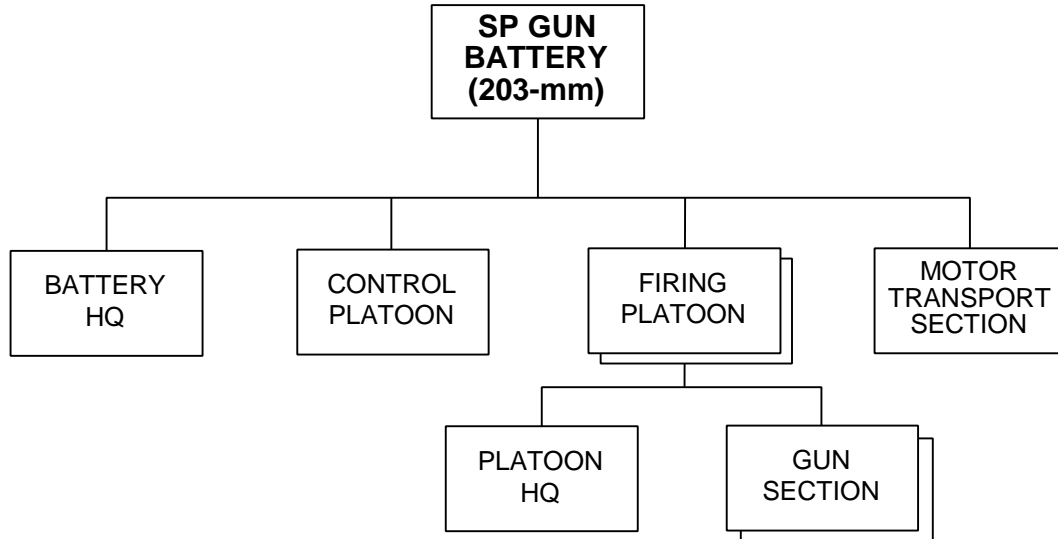 SP GUN
BATTERY
(203-mm)
BATTERY
HQ
CONTROL
PLATOON
FIRING
PLATOON
MOTOR
TRANSPORT
SECTION
PLATOON
HQ
GUN
SECTION